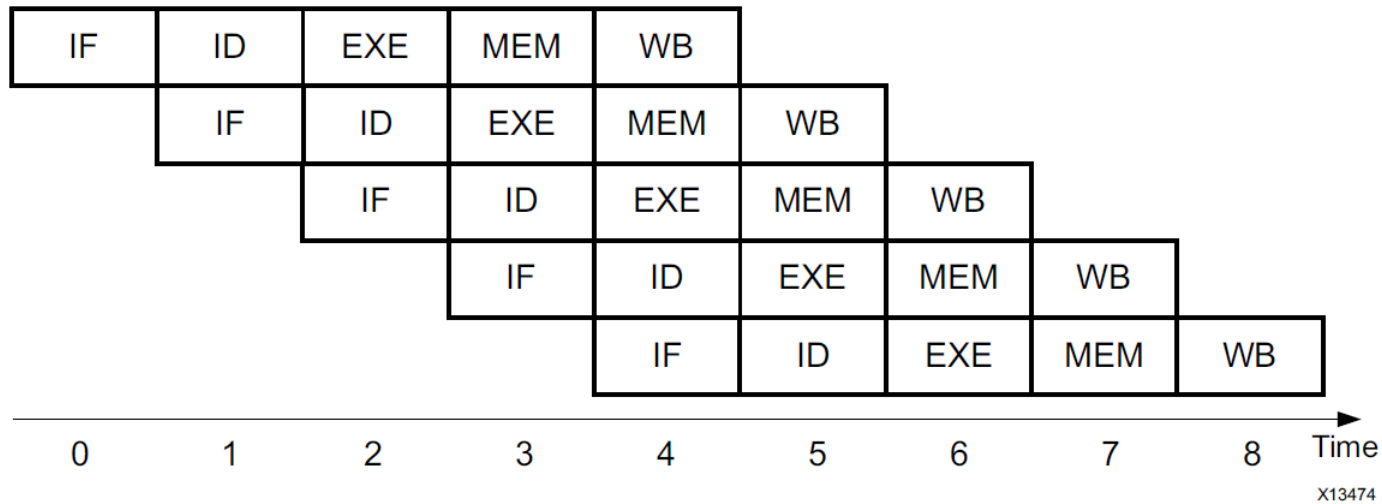 IF ID EXE MEM WB
IF ID EXE MEM WB
IF ID EXE MEM WB
IF ID EXE MEM WB
IF ID EXE MEM WB
0 1 2 3 4 5 6 7 8 Time
X13474